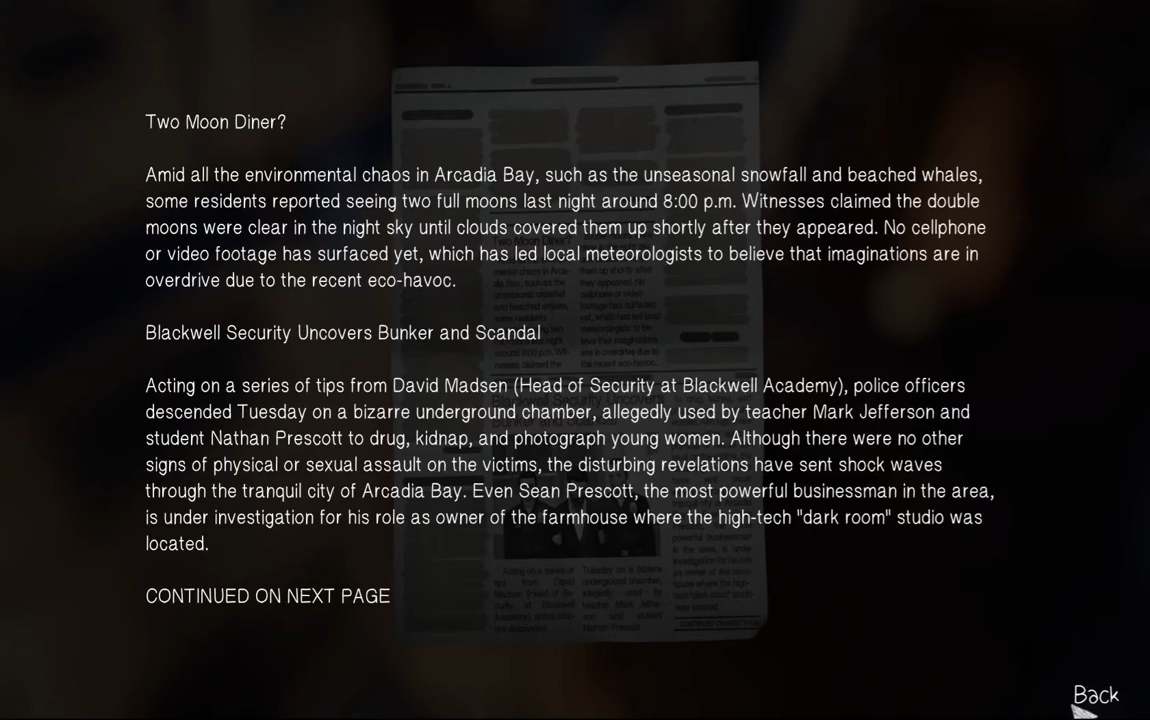 Two Moon Diner?
Amid all the environmental chaos in Arcadia Bay, such as the unseasonal snowfall and beached whales,
some residents reported seeing two full moons last night around 8:00 p.m. Witnesses claimed the double
moons were clear in the night sky until clouds covered them up shortly after they appeared. No cellphone
or video footage has surfaced yet, which has led local meteorologists to believe that imaginations are in
overdrive due to the recent eco-havoc.
Blackwell Security Uncovers Bunker and Scandal
Acting on a series of tips from David Madsen (Head of Security at Blackwell Academy), police officers
descended Tuesday on a bizarre underground chamber, allegedly used by teacher Mark Jefferson and
student Nathan Prescott to drug, kidnap, and photograph young women. Although there were no other
signs of physical or sexual assault on the victims, the disturbing revelations have sent shock waves
through the tranquil city of Arcadia Bay. Even Sean Prescott, the most powerful businessman in the area,
is under investigation for his role as owner of the farmhouse where the high-tech "dark room" studio was
located.
CONTINUED ON NEXT PAGE
Back